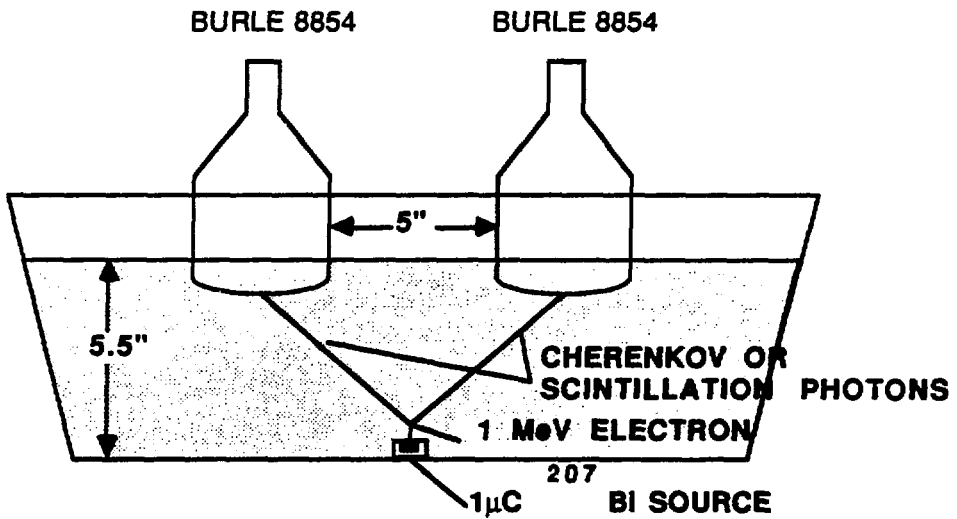 BURLE 8854
BURLE 8854
5"
5.5"
CHERENKOV OR
SCINTILLATION PHOTONS
1 MeV ELECTRON
207
1μC BI SOURCE